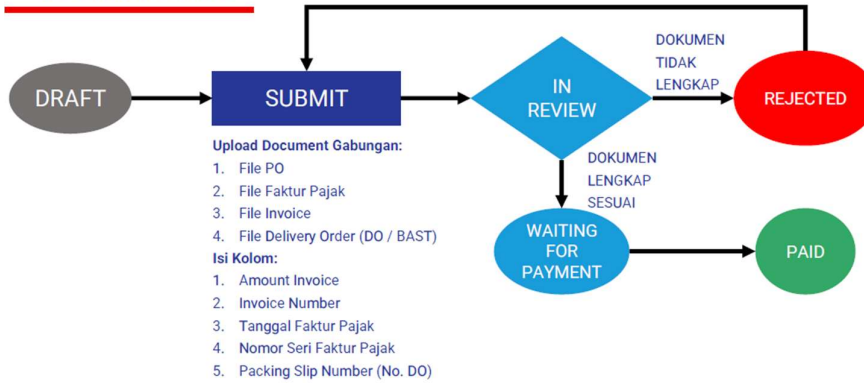 DRAFT
SUBMIT
IN
REVIEW
DOKUMEN
TIDAK
LENGKAP
REJECTED
Upload Document Gabungan:
1. File PO
2. File Faktur Pajak
3. File Invoice
4. File Delivery Order (DO / BAST)
Isi Kolom:
1. Amount Invoice
2. Invoice Number
3. Tanggal Faktur Pajak
4. Nomor Seri Faktur Pajak
5. Packing Slip Number (No. DO)
DOKUMEN
LENGKAP
SESUAI
WAITING
FOR
PAYMENT
PAID